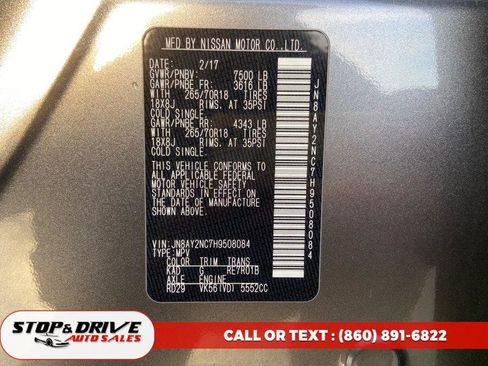 MFD BY NISSAN MOTOR CO.,LTD.
DATE: 2/17
GVWR/PNBV: 7500 LB
GAWR/PNBE FR: 3616 LB
WITH 265/70R18 TIRES
18X8J RIMS. AT 35PSI
COLD SINGLE.
GAWR/PNBE RR: 4343 LB
WITH 265/70R18 TIRES
18X8J RIMS. AT 35PSI
COLD SINGLE.
THIS VEHICLE CONFORMS TO
ALL APPLICABLE FEDERAL
MOTOR VEHICLE SAFETY
STANDARDS IN EFFECT ON
THE DATE OF MANUFACTURE
SHOWN ABOVE.
VIN:JN8AY2NC7H9508084
TYPE:MPV
COLOR TRIM TRANS
KAD G RE7R01B
AXLE ENGINE
RD29 VK56(VD) 5552CC
JN8AY2NC7H9508084
STOP&DRIVE
AUTO SALES
CALL OR TEXT : (860) 891-6822